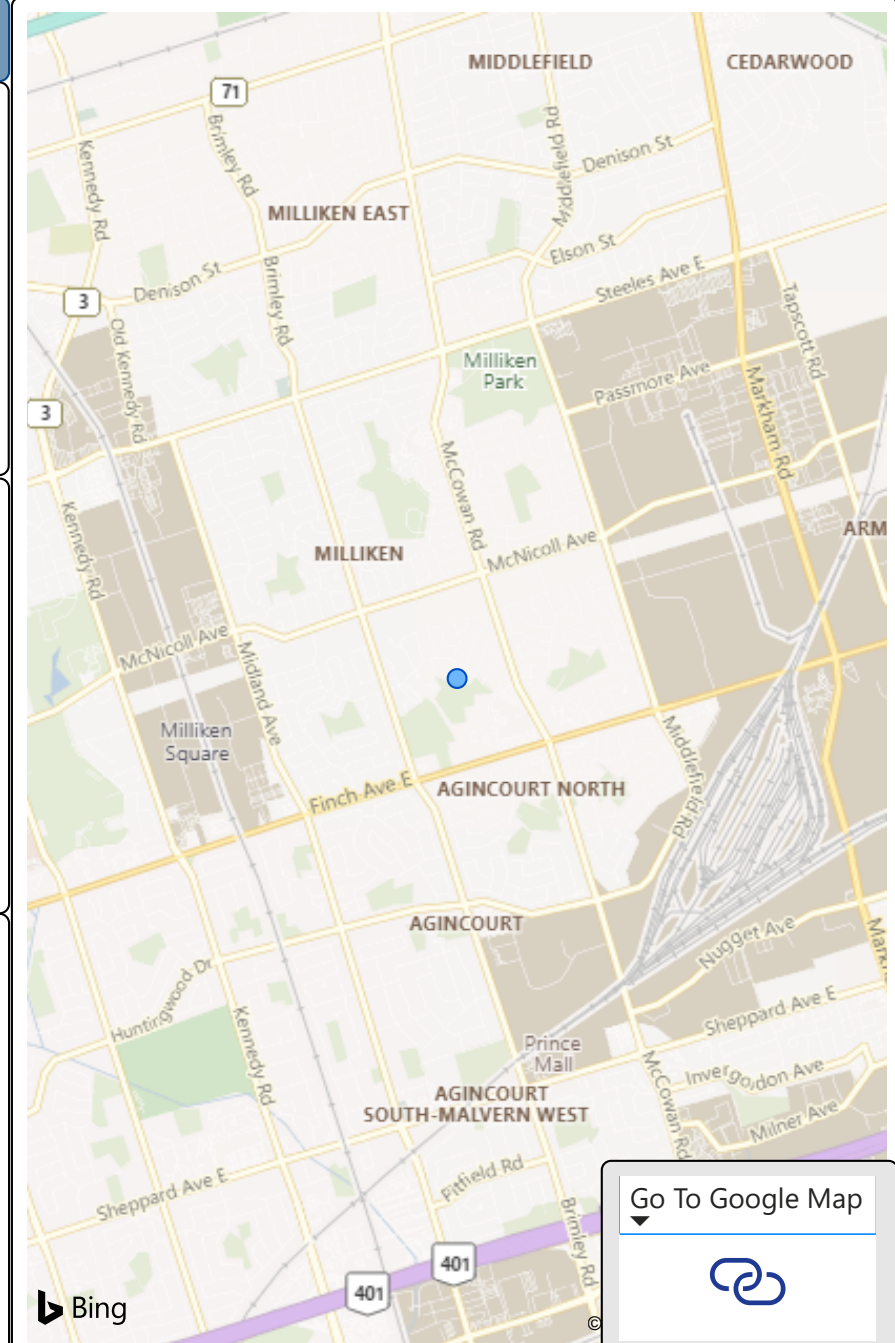 MIDDLEFIELD
CEDARWOOD
71
Brimley Rd
Middlefield Rd
Denison St
Kennedy Rd
MILLIKEN EAST
Elson St
Denison St
Brimley Rd
Steeles Ave E
3
Old Kennedy Rd
Tapscott Rd
Milliken
Park
Passmore Ave
Markham Rd
3
McCowan Rd
Kennedy Rd
ARM
MILLIKEN
McNicoll Ave
McNicoll Ave
Midland Ave
Milliken
Square
Middlefield Rd
Finch Ave E
AGINCOURT NORTH
AGINCOURT
Nugget Ave
Mark
Huntingwood Dr
Sheppard Ave E
Kennedy Rd
Prince
Mall
McCowan Rd
Invergordon Ave
AGINCOURT
SOUTH-MALVERN WEST
Milner Ave
Pitfield Rd
Sheppard Ave E
Brimley Rd
Go To Google Map
401
401
Bing
©